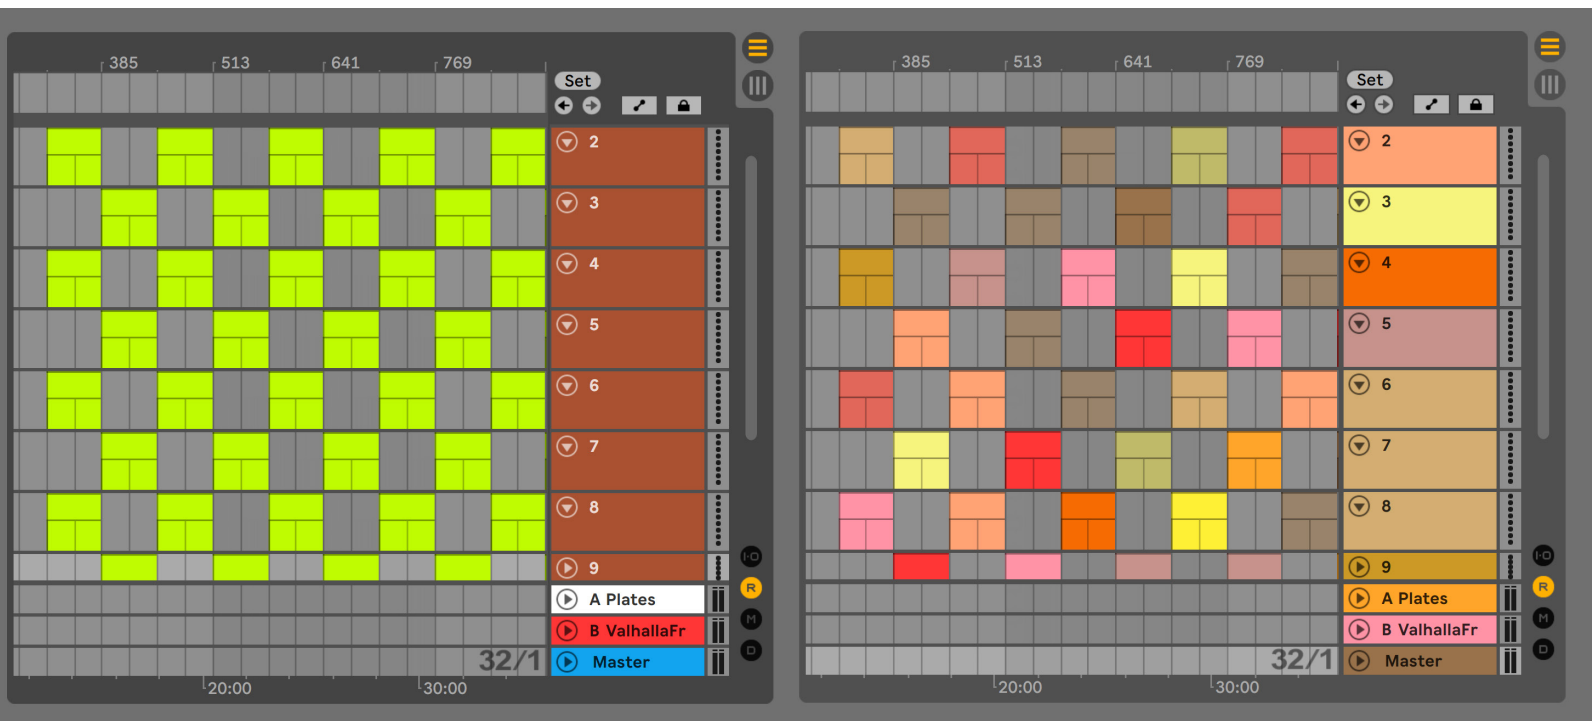 385 513 641 769
Set
2
3
4
5
6
7
8
9
A Plates
B ValhallaFr
32/1 Master
20:00 30:00
I·O
R
M
D
385 513 641 769
Set
2
3
4
5
6
7
8
9
A Plates
B ValhallaFr
32/1 Master
20:00 30:00
I·O
R
M
D